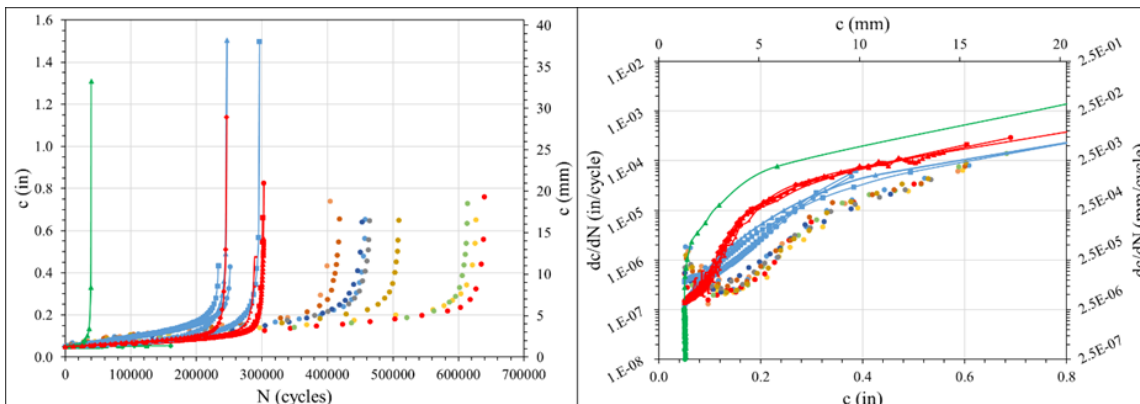 1.6
1.4
1.2
1.0
0.8
0.6
0.4
0.2
0.0
c (in)
40
35
30
25
20
15
10
5
0
c (mm)
0 100000 200000 300000 400000 500000 600000 700000
N (cycles)
c (mm)
0 5 10 15 20
1.E-02
1.E-03
1.E-04
1.E-05
1.E-06
1.E-07
1.E-08
dc/dN (in/cycle)
2.5E-01
2.5E-02
2.5E-03
2.5E-04
2.5E-05
2.5E-06
2.5E-07
dc/dN (mm/cycle)
0.0 0.2 0.4 0.6 0.8
c (in)